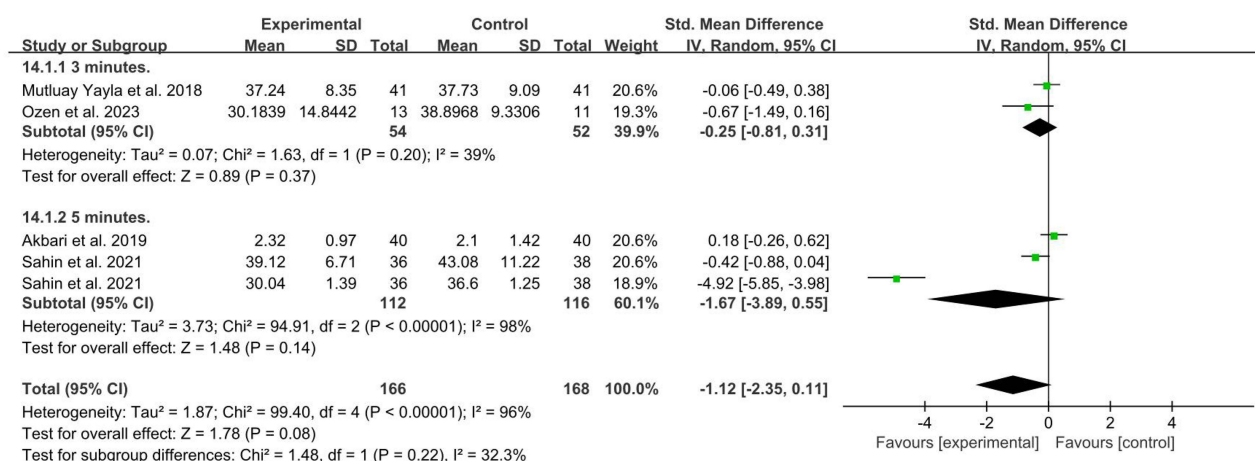 Experimental Control Std. Mean Difference Std. Mean Difference
Study or Subgroup Mean SD Total Mean SD Total Weight IV, Random, 95% CI IV, Random, 95% CI
14.1.1 3 minutes.
Mutluay Yayla et al. 2018 37.24 8.35 41 37.73 9.09 41 20.6% -0.06 [-0.49, 0.38]
Ozen et al. 2023 30.1839 14.8442 13 38.8968 9.3306 11 19.3% -0.67 [-1.49, 0.16]
Subtotal (95% CI) 54 52 39.9% -0.25 [-0.81, 0.31]
Heterogeneity: Tau² = 0.07; Chi² = 1.63, df = 1 (P = 0.20); I² = 39%
Test for overall effect: Z = 0.89 (P = 0.37)
14.1.2 5 minutes.
Akbari et al. 2019 2.32 0.97 40 2.1 1.42 40 20.6% 0.18 [-0.26, 0.62]
Sahin et al. 2021 39.12 6.71 36 43.08 11.22 38 20.6% -0.42 [-0.88, 0.04]
Sahin et al. 2021 30.04 1.39 36 36.6 1.25 38 18.9% -4.92 [-5.85, -3.98]
Subtotal (95% CI) 112 116 60.1% -1.67 [-3.89, 0.55]
Heterogeneity: Tau² = 3.73; Chi² = 94.91, df = 2 (P < 0.00001); I² = 98%
Test for overall effect: Z = 1.48 (P = 0.14)
Total (95% CI) 166 168 100.0% -1.12 [-2.35, 0.11]
Heterogeneity: Tau² = 1.87; Chi² = 99.40, df = 4 (P < 0.00001); I² = 96%
Test for overall effect: Z = 1.78 (P = 0.08)
Test for subgroup differences: Chi² = 1.48, df = 1 (P = 0.22), I² = 32.3%
-4 -2 0 2 4
Favours [experimental] Favours [control]